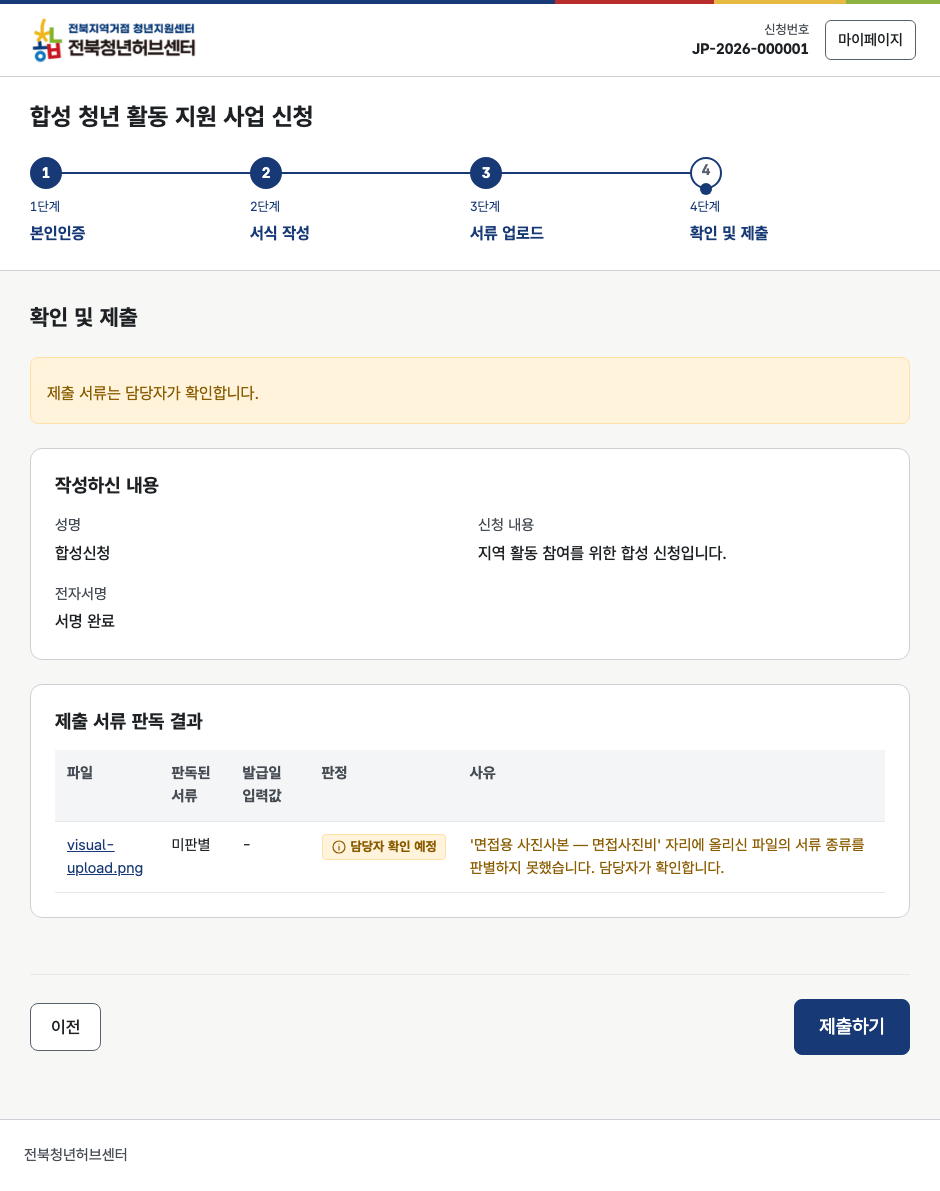 전북지역거점 청년지원센터
전북청년허브센터
신청번호
JP-2026-000001
마이페이지
합성 청년 활동 지원 사업 신청
1
1단계
본인인증
2
2단계
서식 작성
3
3단계
서류 업로드
4
4단계
확인 및 제출
확인 및 제출
제출 서류는 담당자가 확인합니다.
작성하신 내용
성명
합성신청
신청 내용
지역 활동 참여를 위한 합성 신청입니다.
전자서명
서명 완료
제출 서류 판독 결과
파일
판독된
서류
발급일
입력값
판정
사유
visual-
upload.png
미판별
-
담당자 확인 예정
'면접용 사진사본 — 면접사진비' 자리에 올리신 파일의 서류 종류를
판별하지 못했습니다. 담당자가 확인합니다.
이전
제출하기
전북청년허브센터